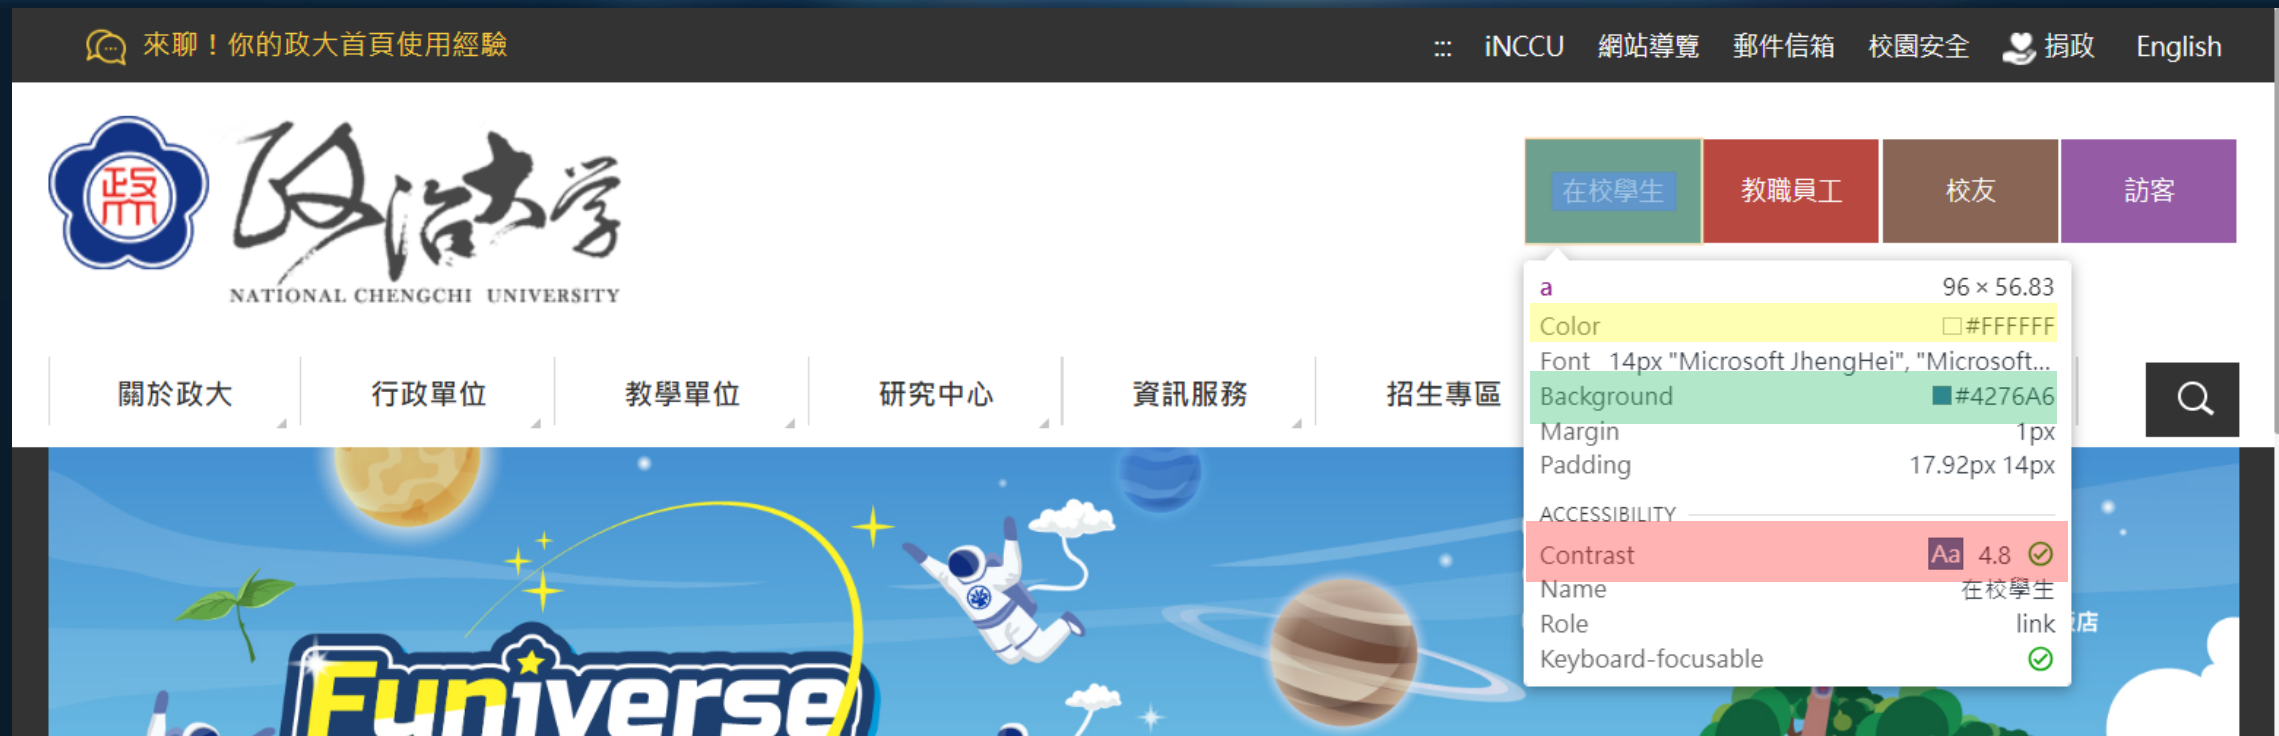 來聊！你的政大首頁使用經驗
:::
iNCCU
網站導覽
郵件信箱
校園安全
捐政
English
政
政治大学
NATIONAL CHENGCHI UNIVERSITY
在校學生
教職員工
校友
訪客
關於政大
行政單位
教學單位
研究中心
資訊服務
招生專區
a 96 × 56.83
Color #FFFFFF
Font 14px "Microsoft JhengHei", "Microsoft...
Background #4276A6
Margin 1px
Padding 17.92px 14px
ACCESSIBILITY
Contrast Aa 4.8
Name 在校學生
Role link
Keyboard-focusable
店
Funiverse